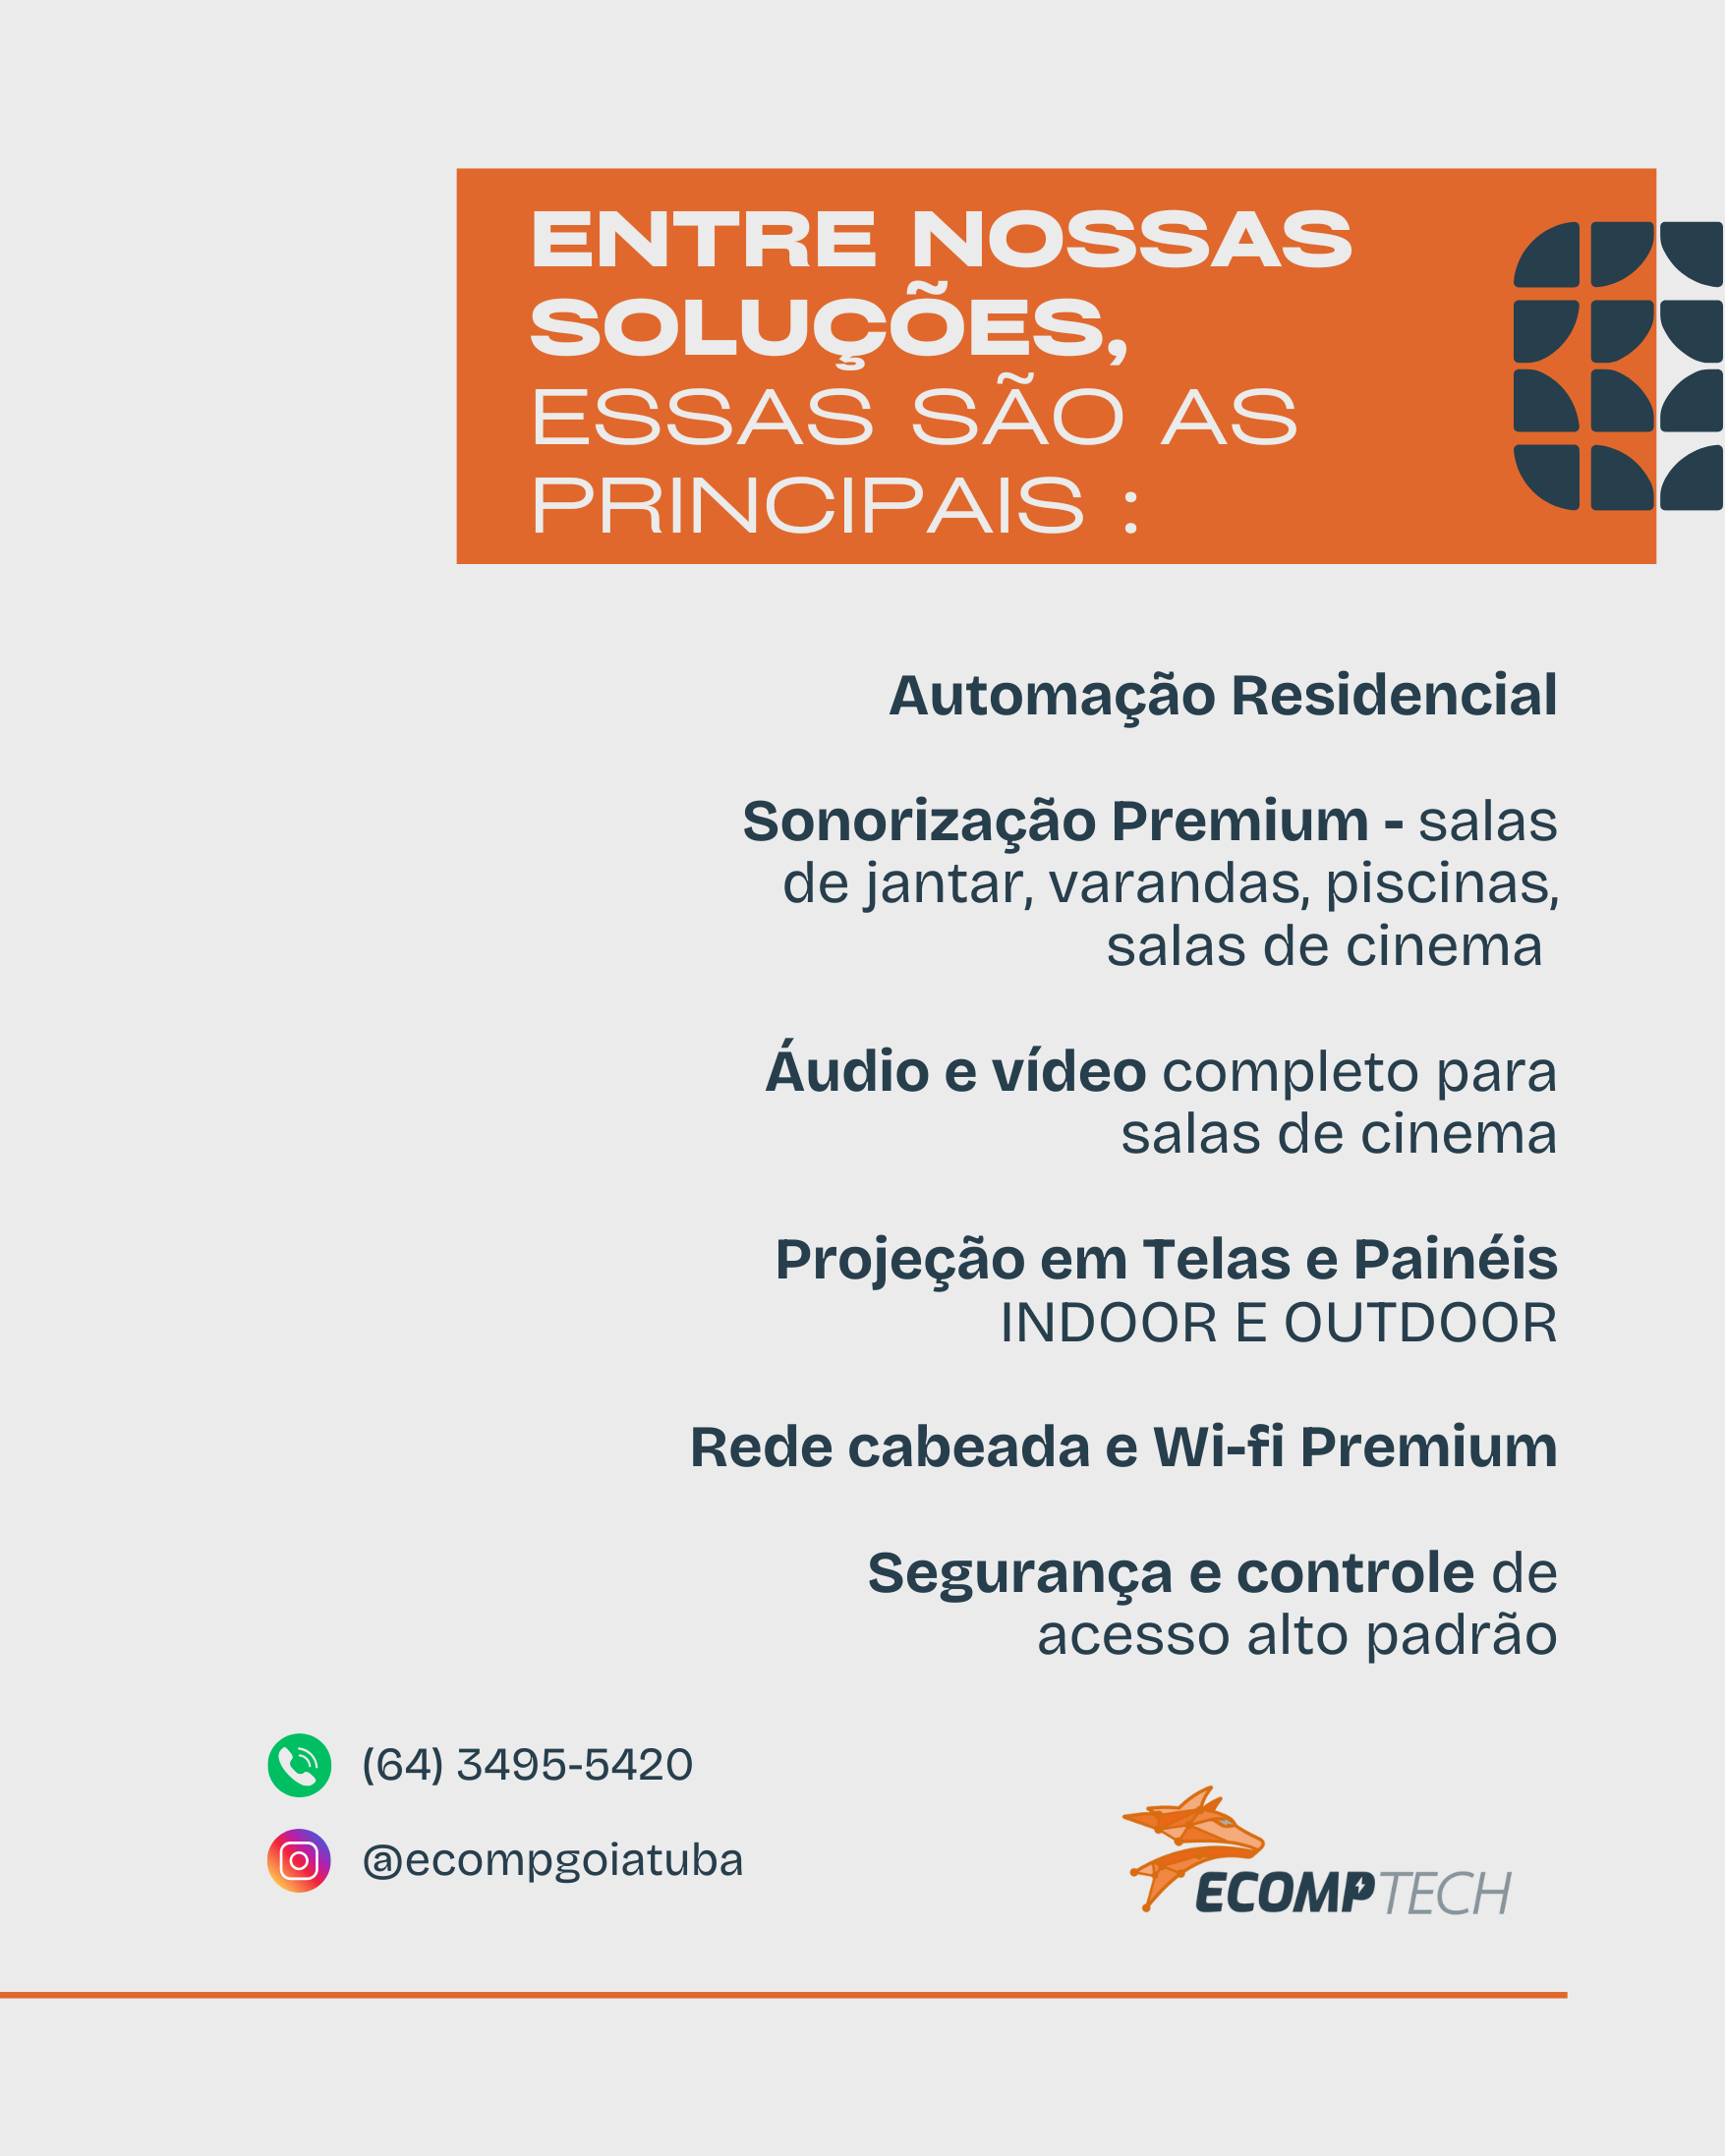 ENTRE NOSSAS
SOLUÇÕES,
ESSAS SÃO AS
PRINCIPAIS :
Automação Residencial
Sonorização Premium - salas
de jantar, varandas, piscinas,
salas de cinema
Áudio e vídeo completo para
salas de cinema
Projeção em Telas e Painéis
INDOOR E OUTDOOR
Rede cabeada e Wi-fi Premium
Segurança e controle de
acesso alto padrão
(64) 3495-5420
@ecompgoiatuba
ECOMPTECH